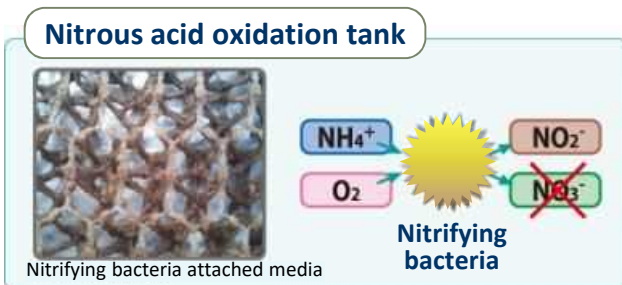 Nitrous acid oxidation tank
NH₄⁺
NO₂⁻
O₂
NO₃⁻
Nitrifying
bacteria
Nitrifying bacteria attached media